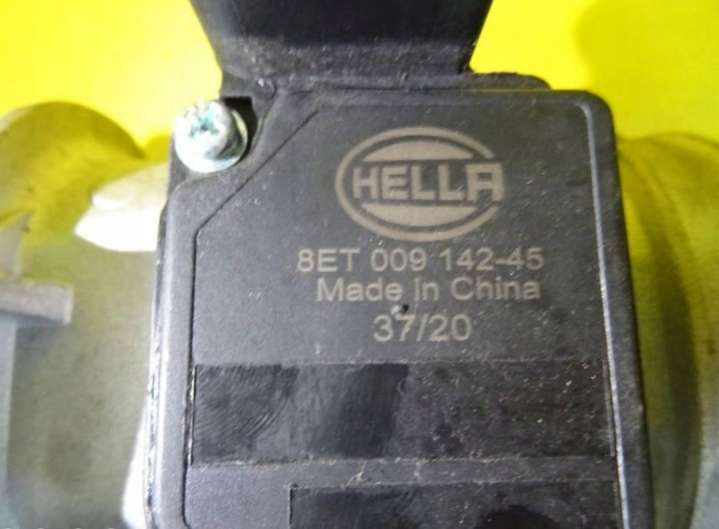 HELLA
8ET 009 142-45
Made In China
37/20